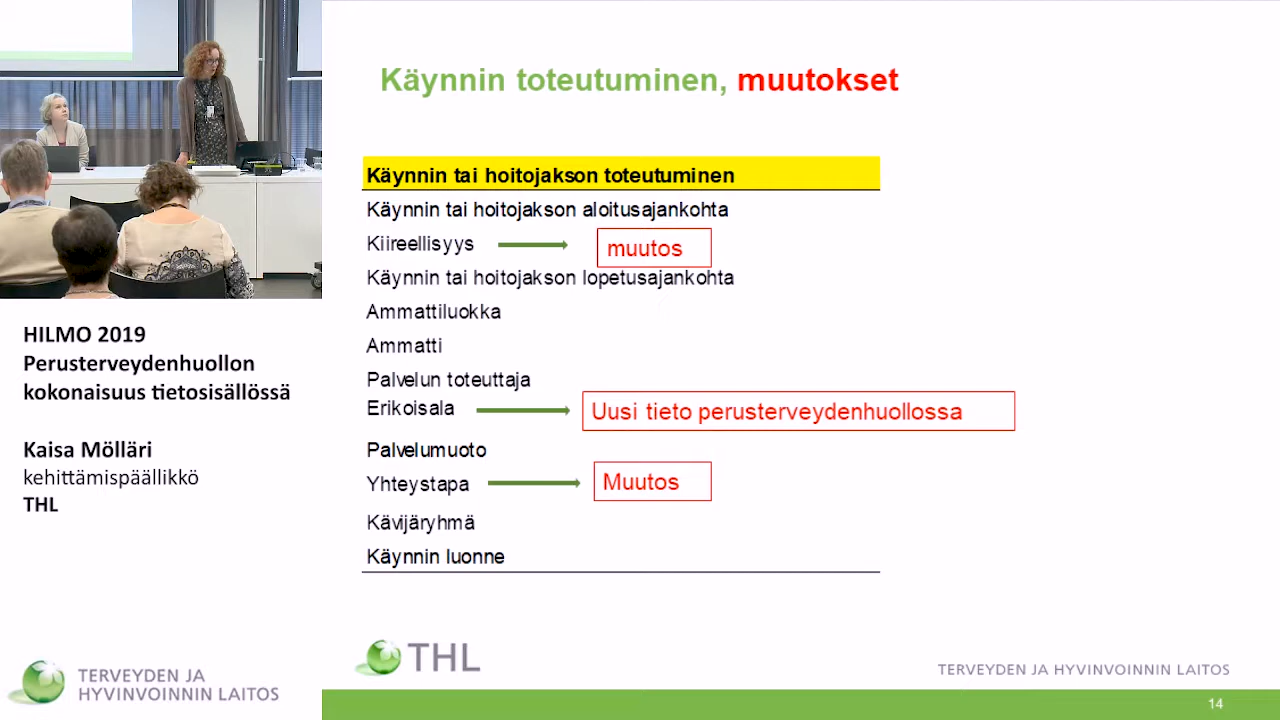 Käynnin toteutuminen, muutokset
Käynnin tai hoitojakson toteutuminen
Käynnin tai hoitojakson aloitusajankohta
Kiireellisyys
muutos
Käynnin tai hoitojakson lopetusajankohta
Ammattiluokka
Ammatti
Palvelun toteuttaja
Erikoisala
Uusi tieto perusterveydenhuollossa
Palvelumuoto
Yhteystapa
Muutos
Kävijäryhmä
Käynnin luonne
HILMO 2019
Perusterveydenhuollon
kokonaisuus tietosisällössä
Kaisa Mölläri
kehittämispäällikkö
THL
TERVEYDEN JA
HYVINVOINNIN LAITOS
THL
TERVEYDEN JA HYVINVOINNIN LAITOS
14